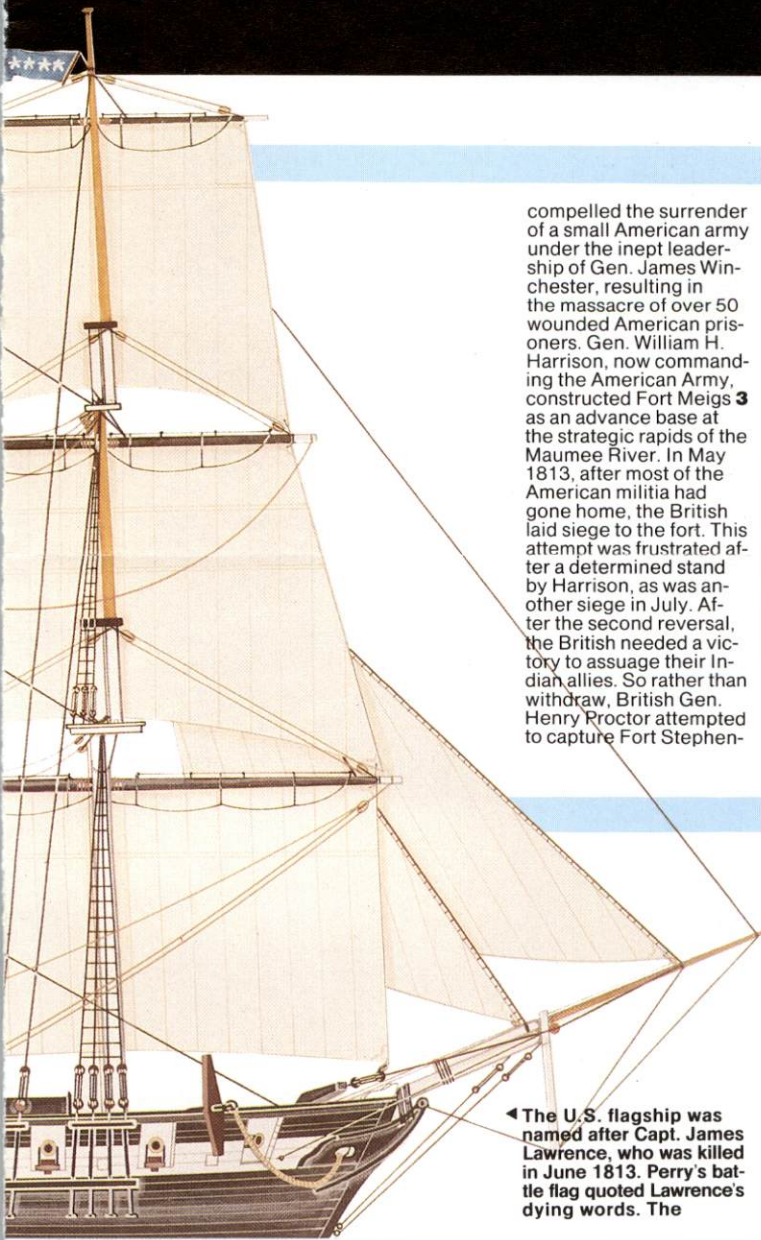 compelled the surrender
of a small American army
under the inept leader-
ship of Gen. James Win-
chester, resulting in
the massacre of over 50
wounded American pris-
oners. Gen. William H.
Harrison, now command-
ing the American Army,
constructed Fort Meigs 3
as an advance base at
the strategic rapids of the
Maumee River. In May
1813, after most of the
American militia had
gone home, the British
laid siege to the fort. This
attempt was frustrated af-
ter a determined stand
by Harrison, as was an-
other siege in July. Af-
ter the second reversal,
the British needed a vic-
tory to assuage their In-
dian allies. So rather than
withdraw, British Gen.
Henry Proctor attempted
to capture Fort Stephen-
◄ The U.S. flagship was
named after Capt. James
Lawrence, who was killed
in June 1813. Perry's bat-
tle flag quoted Lawrence's
dying words. The